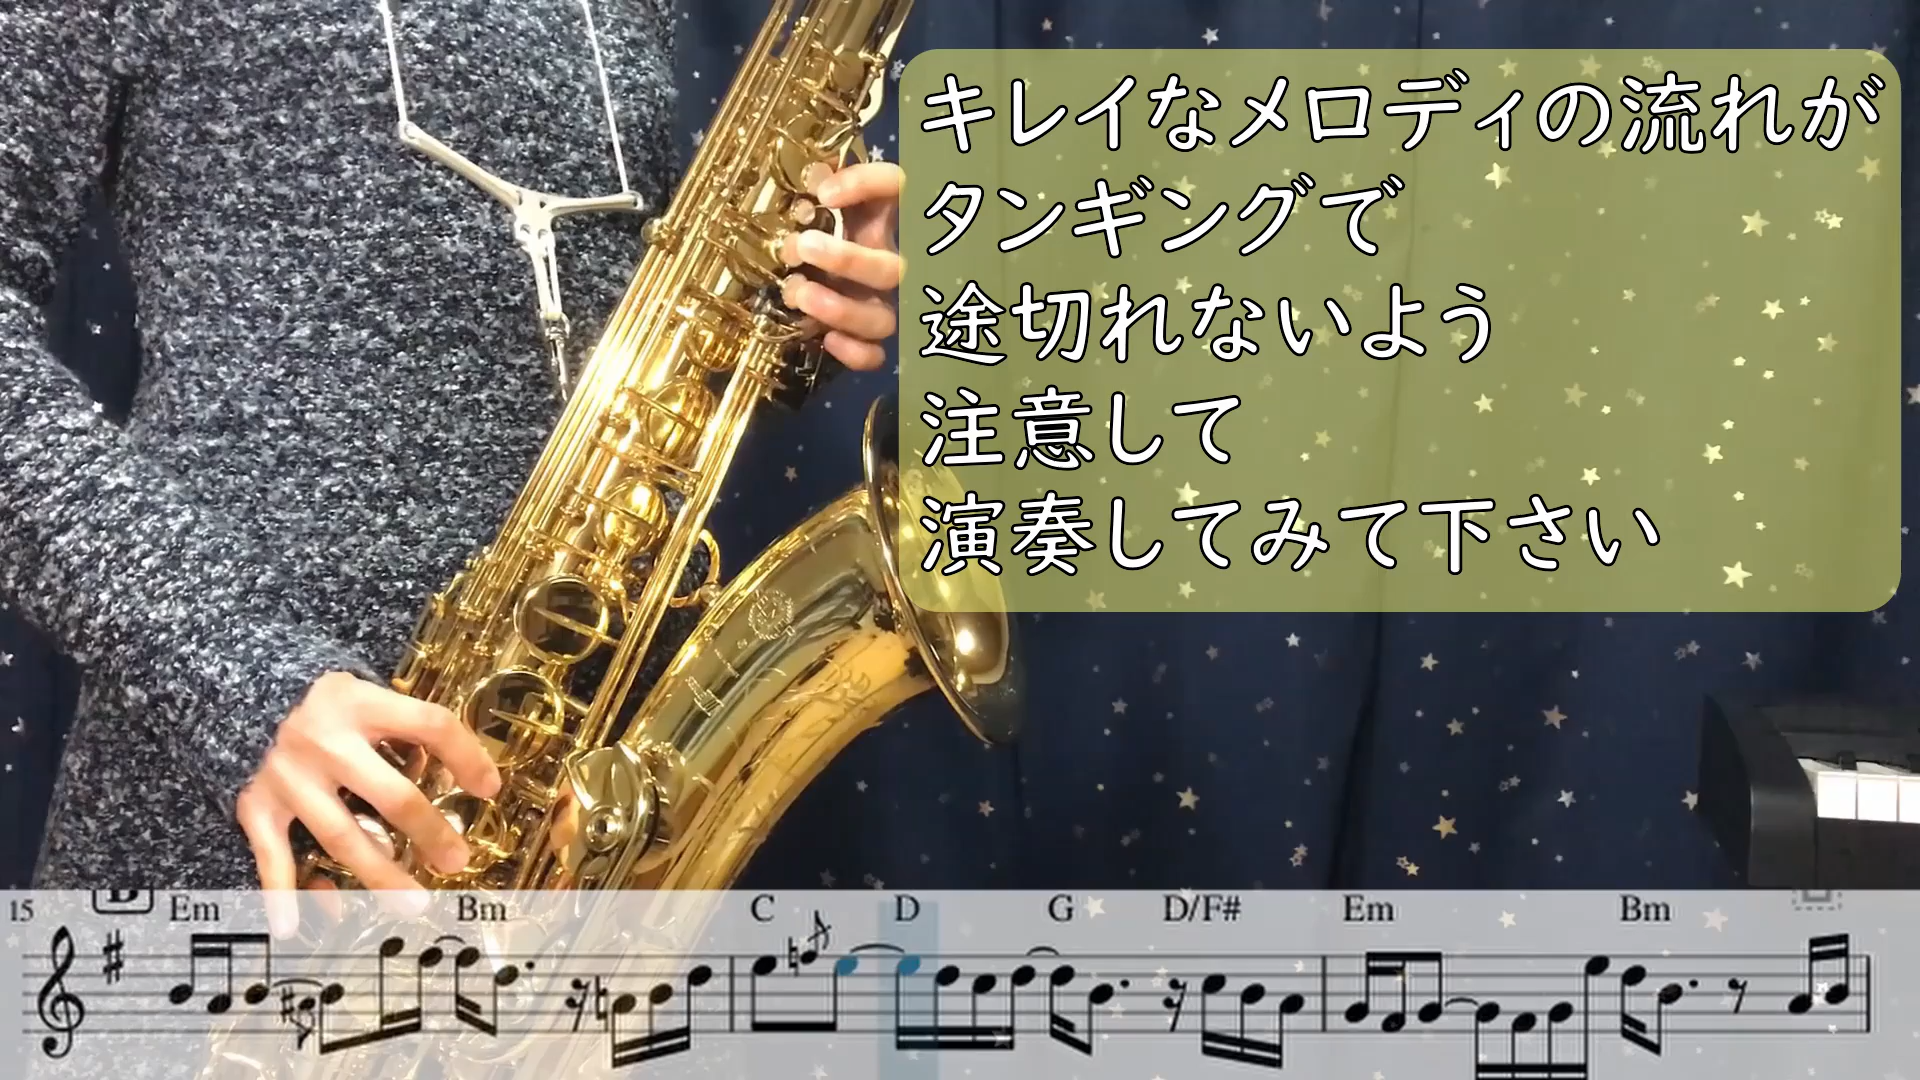 キレイなメロディの流れが
タンギングで
途切れないよう
注意して
演奏してみて下さい
15 B Em Bm C D G D/F# Em Bm